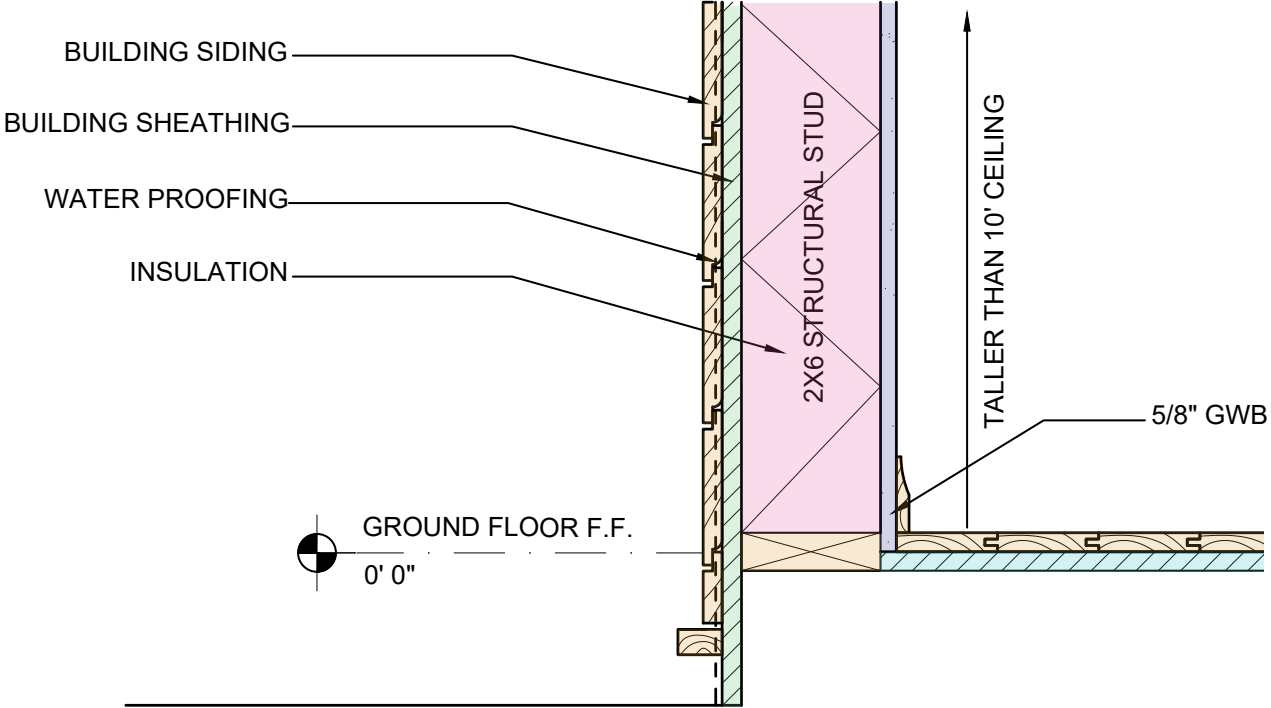 BUILDING SIDING
BUILDING SHEATHING
WATER PROOFING
INSULATION
2X6 STRUCTURAL STUD
TALLER THAN 10' CEILING
5/8" GWB
GROUND FLOOR F.F.
0' 0"